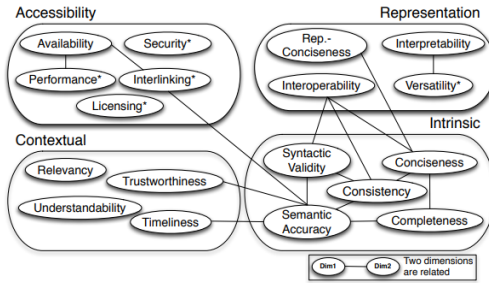 Accessibility
Availability
Security*
Performance*
Interlinking*
Licensing*
Representation
Rep.-
Conciseness
Interpretability
Interoperability
Versatility*
Contextual
Relevancy
Trustworthiness
Understandability
Timeliness
Intrinsic
Syntactic
Validity
Conciseness
Consistency
Semantic
Accuracy
Completeness
Dim1
Dim2
Two dimensions
are related